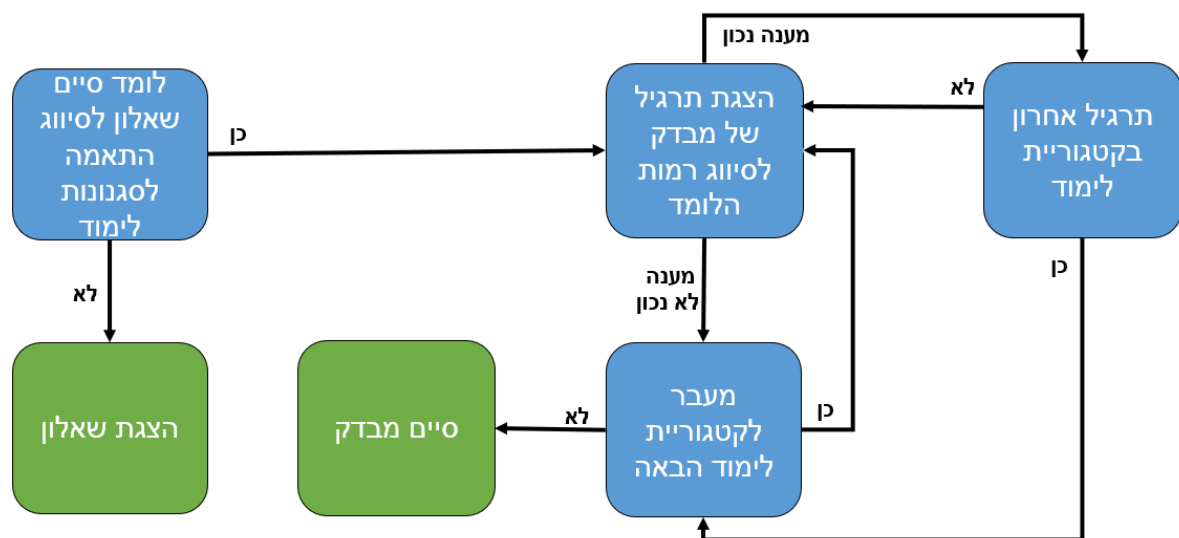 לומד סיים
שאלון לסיווג
התאמה
לסגנונות
לימוד
כן
לא
הצגת שאלון
מענה נכון
הצגת תרגיל
של מבדק
לסיווג רמות
הלומד
לא
תרגיל אחרון
בקטגוריית
לימוד
כן
מענה
לא נכון
מעבר
לקטגוריית
לימוד הבאה
כן
לא
סיים מבדק